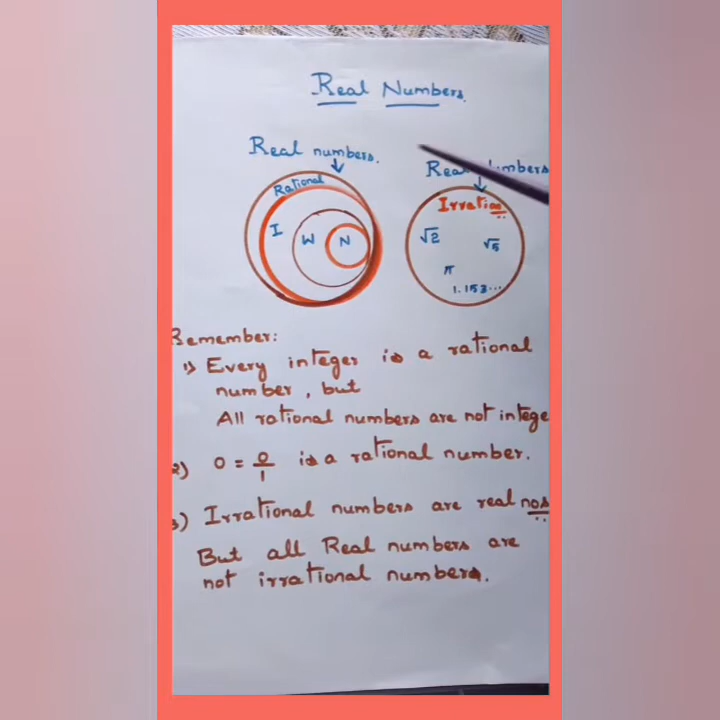 Real Numbers.
Real numbers.
Rational
I
W
N
Irration
√2
√5
π
1.153...
Remember:
1) Every integer is a rational
number, but
All rational numbers are not intege
2) 0 = 0/1 is a rational number.
3) Irrational numbers are real nos
But all Real numbers are
not irrational numbers.